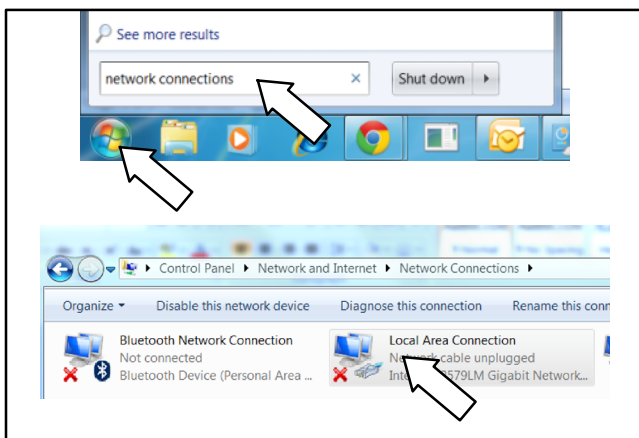 See more results
network connections
Shut down
Control Panel Network and Internet Network Connections
Organize Disable this network device Diagnose this connection Rename this conn
Bluetooth Network Connection
Not connected
Bluetooth Device (Personal Area ...
Local Area Connection
Network cable unplugged
579LM Gigabit Network...